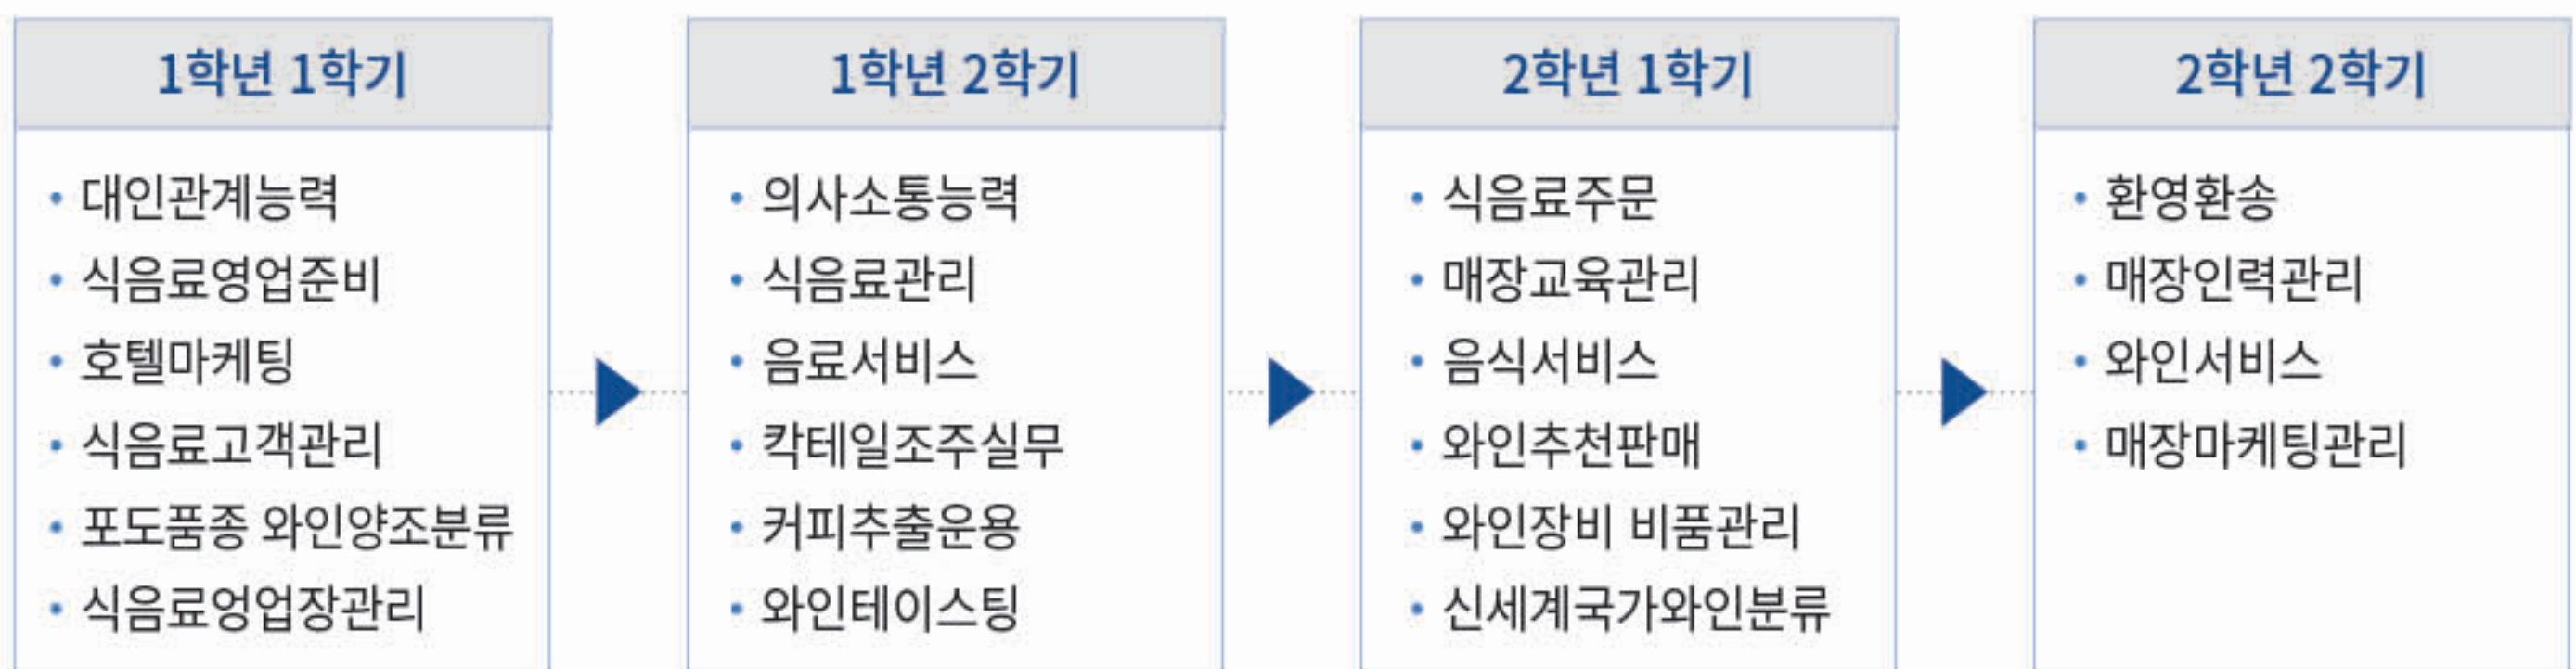 1학년 1학기
대인관계능력
식음료영업준비
호텔마케팅
식음료고객관리
포도품종 와인양조분류
식음료엉업장관리
1학년 2학기
의사소통능력
식음료관리
음료서비스
칵테일조주실무
커피추출운용
와인테이스팅
2학년 1학기
식음료주문
매장교육관리
음식서비스
와인추천판매
와인장비 비품관리
신세계국가와인분류
2학년 2학기
환영환송
매장인력관리
와인서비스
매장마케팅관리